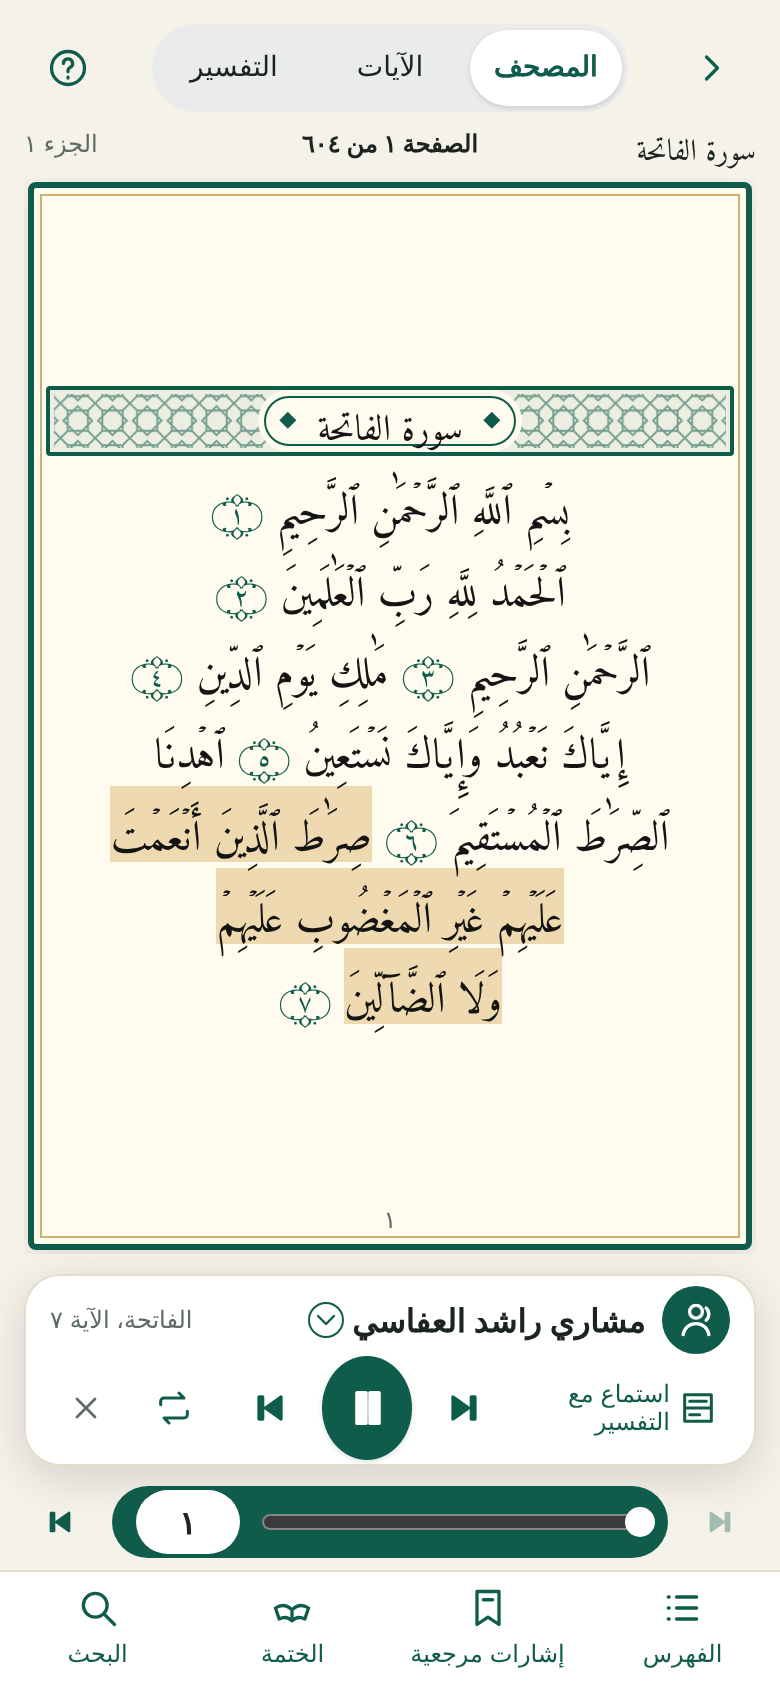 المصحف
الآيات
التفسير
سورة الفاتحة
الصفحة ١ من ٦٠٤
الجزء ١
سورة الفاتحة
بِسْمِ ٱللَّهِ ٱلرَّحْمَٰنِ ٱلرَّحِيمِ ١
ٱلْحَمْدُ لِلَّهِ رَبِّ ٱلْعَٰلَمِينَ ٢
ٱلرَّحْمَٰنِ ٱلرَّحِيمِ ٣ مَٰلِكِ يَوْمِ ٱلدِّينِ ٤
إِيَّاكَ نَعْبُدُ وَإِيَّاكَ نَسْتَعِينُ ٥ ٱهْدِنَا
ٱلصِّرَٰطَ ٱلْمُسْتَقِيمَ ٦ صِرَٰطَ ٱلَّذِينَ أَنْعَمْتَ
عَلَيْهِمْ غَيْرِ ٱلْمَغْضُوبِ عَلَيْهِمْ
وَلَا ٱلضَّآلِّينَ ٧
١
مشاري راشد العفاسي
الفاتحة، الآية ٧
استماع مع
التفسير
١
الفهرس
إشارات مرجعية
الختمة
البحث